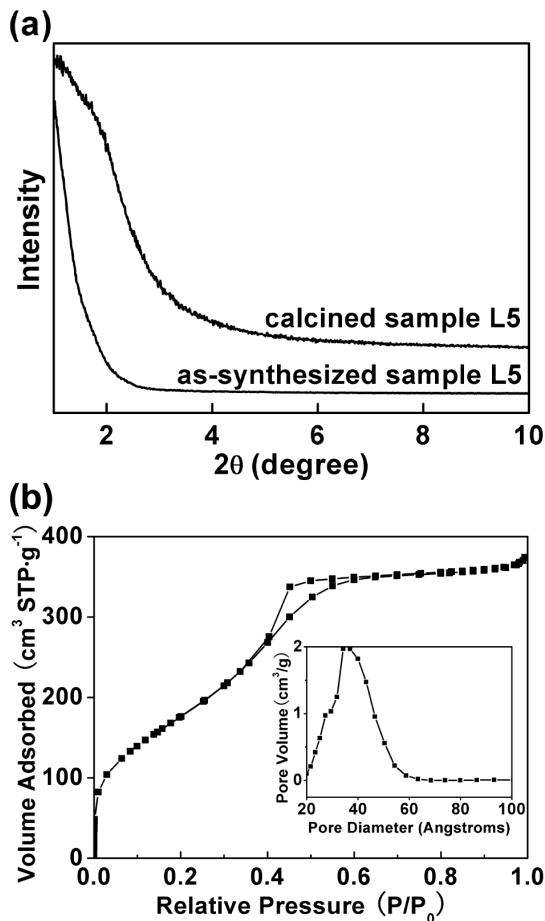 (a)
Intensity
calcined sample L5
as-synthesized sample L5
2 4 6 8 10
2θ (degree)
(b)
Volume Adsorbed (cm³ STP·g⁻¹)
400
300
200
100
0
0.0 0.2 0.4 0.6 0.8 1.0
Relative Pressure (P/P₀)
Pore Volume (cm³/g)
2
1
0
20 40 60 80 100
Pore Diameter (Angstroms)